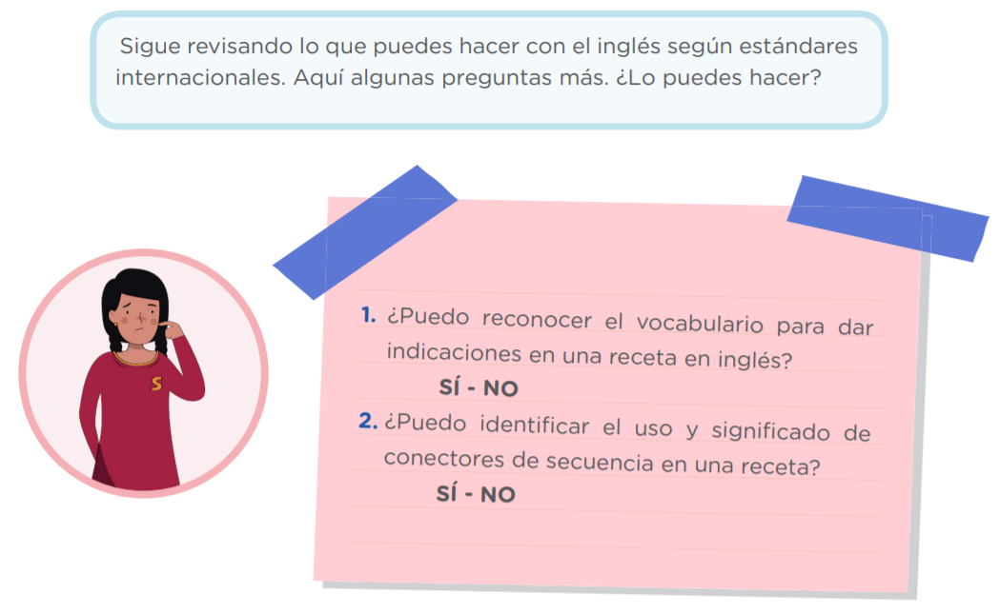 Sigue revisando lo que puedes hacer con el inglés según estándares
internacionales. Aquí algunas preguntas más. ¿Lo puedes hacer?
S
1. ¿Puedo reconocer el vocabulario para dar
indicaciones en una receta en inglés?
SÍ - NO
2. ¿Puedo identificar el uso y significado de
conectores de secuencia en una receta?
SÍ - NO